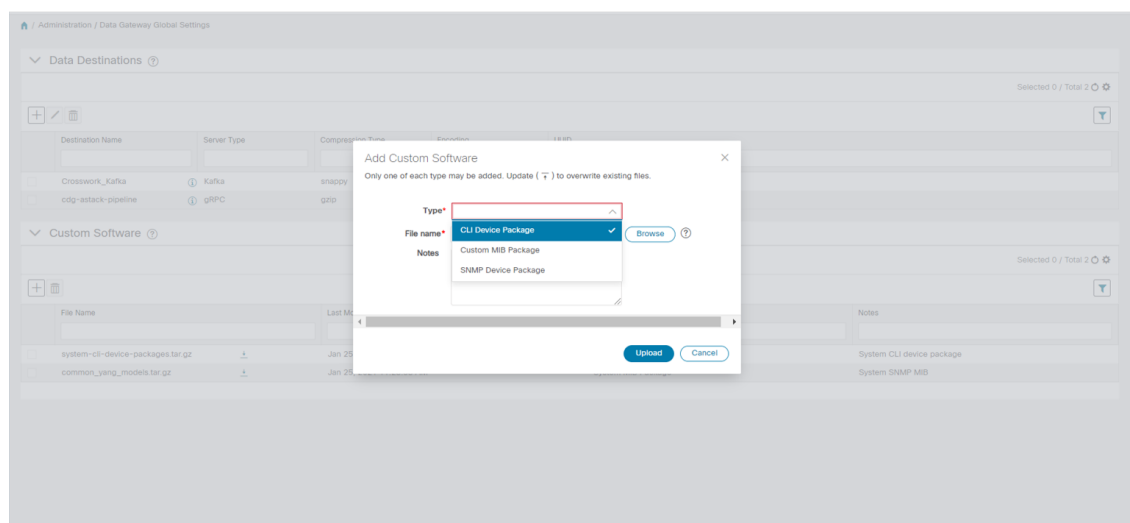 / Administration / Data Gateway Global Settings
Data Destinations ?
Selected 0 / Total 2
Destination Name Server Type Compression Type Encoding UUID
Add Custom Software
Only one of each type may be added. Update ( ) to overwrite existing files.
Crosswork_Kafka i Kafka snappy
cdg-astack-pipeline i gRPC gzip
Type*
CLI Device Package
File name* Browse ?
Custom Software ?
Notes
Custom MIB Package
SNMP Device Package
Selected 0 / Total 2
File Name Last Mo Notes
Upload Cancel
system-cli-device-packages.tar.gz Jan 25 System CLI device package
common_yang_models.tar.gz Jan 25, System SNMP MIB